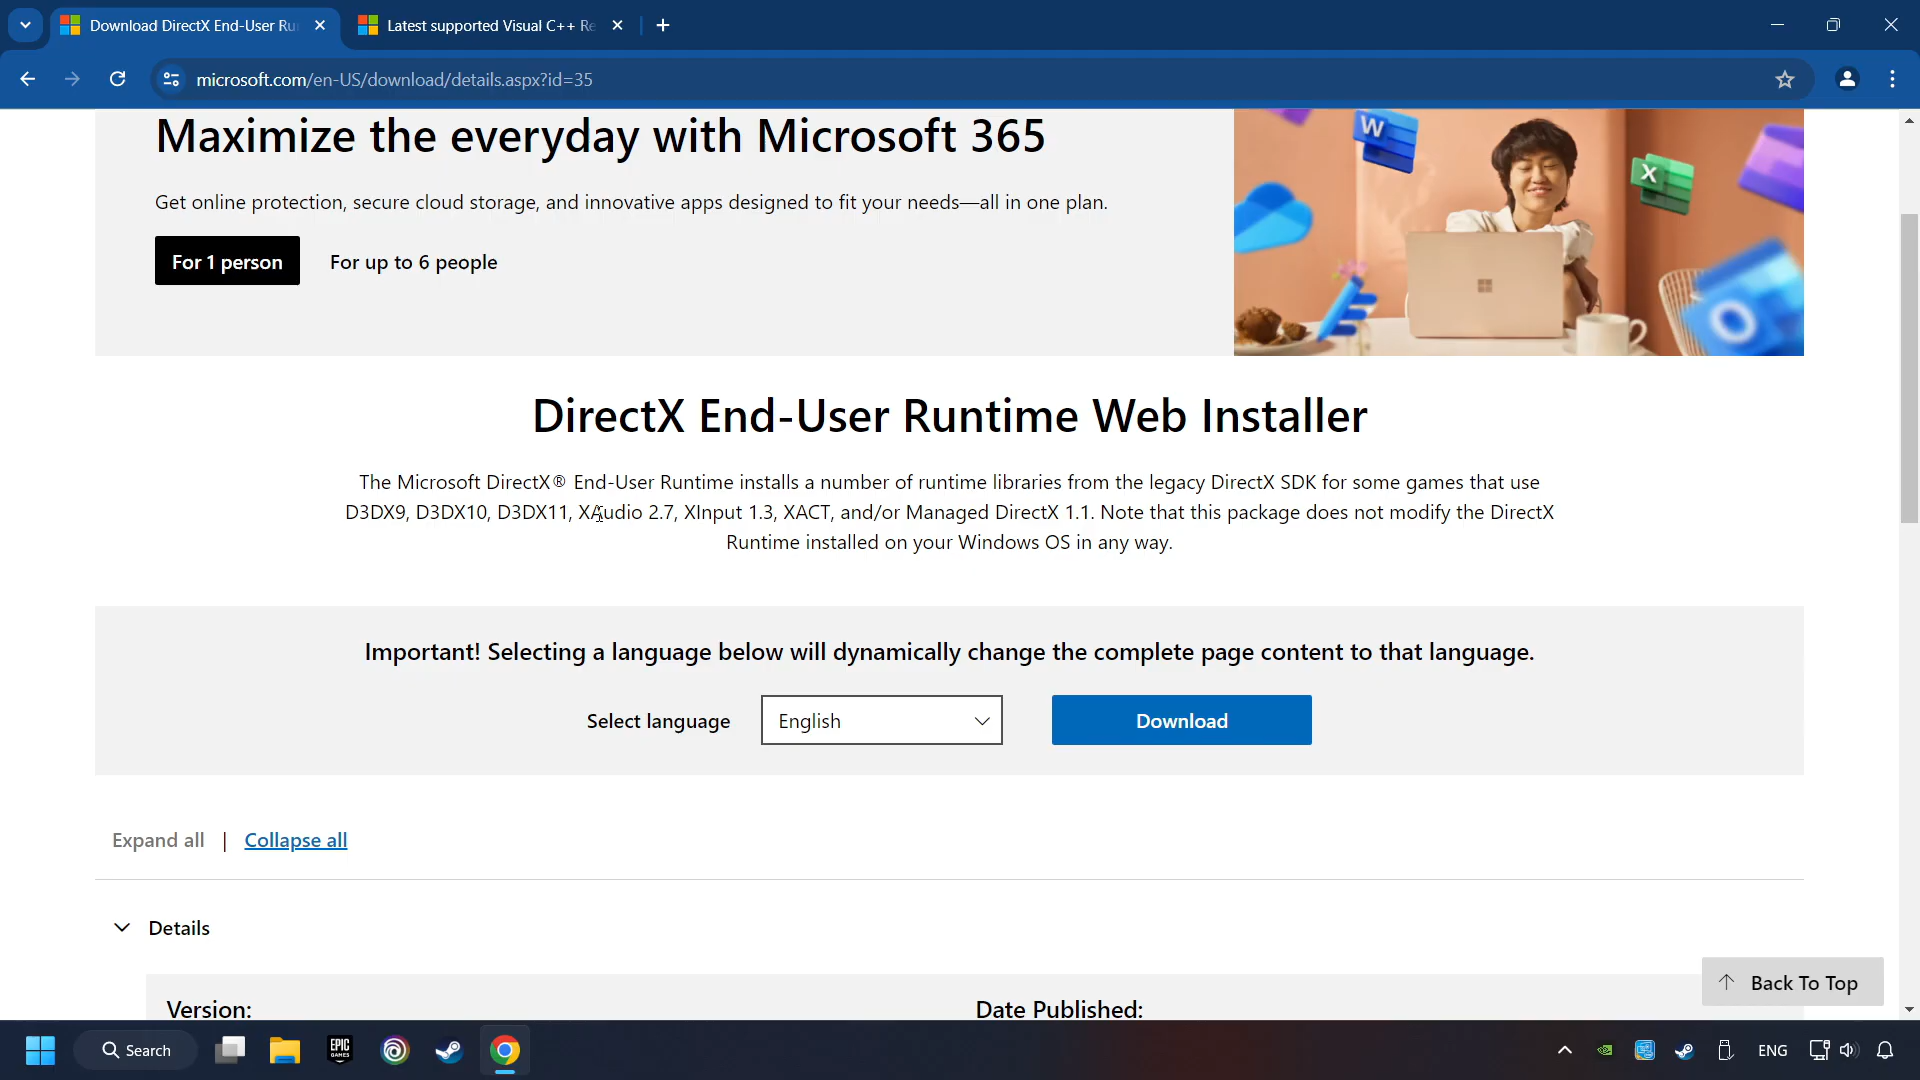 Download DirectX End-User Ru
Latest supported Visual C++ Re
microsoft.com/en-US/download/details.aspx?id=35
Maximize the everyday with Microsoft 365
Get online protection, secure cloud storage, and innovative apps designed to fit your needs—all in one plan.
For 1 person
For up to 6 people
W
X
DirectX End-User Runtime Web Installer
The Microsoft DirectX® End-User Runtime installs a number of runtime libraries from the legacy DirectX SDK for some games that use
D3DX9, D3DX10, D3DX11, XAudio 2.7, XInput 1.3, XACT, and/or Managed DirectX 1.1. Note that this package does not modify the DirectX
Runtime installed on your Windows OS in any way.
Important! Selecting a language below will dynamically change the complete page content to that language.
Select language
English
Download
Expand all | Collapse all
Details
Version:
Date Published:
Back To Top
Search
EPIC
GAMES
ENG